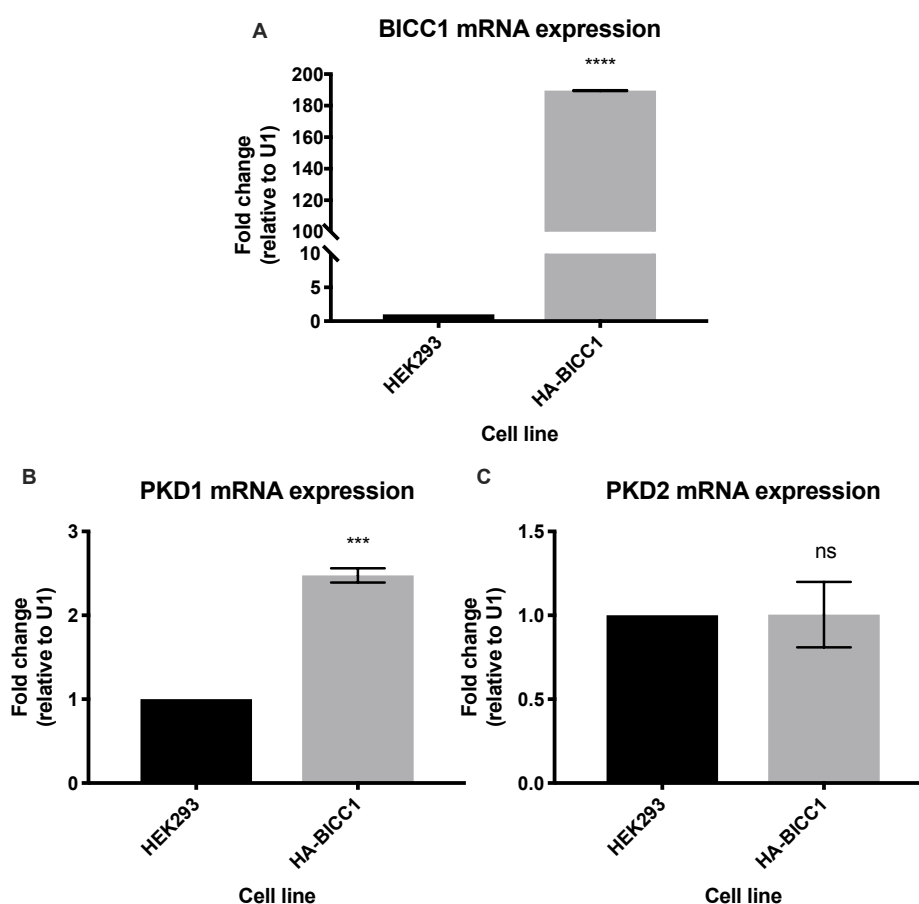 A
BICC1 mRNA expression
****
Fold change
(relative to U1)
200
180
160
140
120
100
10
5
0
HEK293
HA-BICC1
Cell line
B
PKD1 mRNA expression
***
Fold change
(relative to U1)
3
2
1
0
HEK293
HA-BICC1
Cell line
C
PKD2 mRNA expression
ns
Fold change
(relative to U1)
1.5
1.0
0.5
0.0
HEK293
HA-BICC1
Cell line